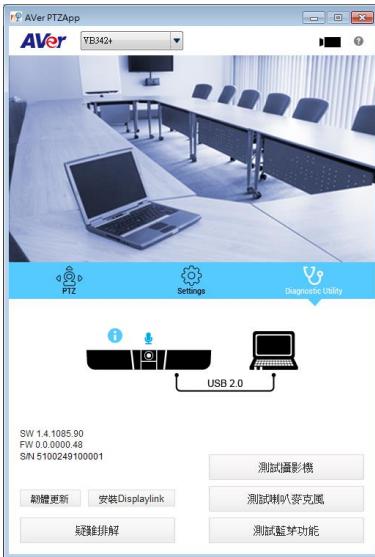 AVer PTZApp
AVer VB342+
PTZ Settings Diagnostic Utility
USB 2.0
SW 1.4.1085.90
FW 0.0.0000.48
S/N 5100249100001
測試攝影機
韌體更新 安裝Displaylink 測試喇叭麥克風
疑難排解 測試藍芽功能